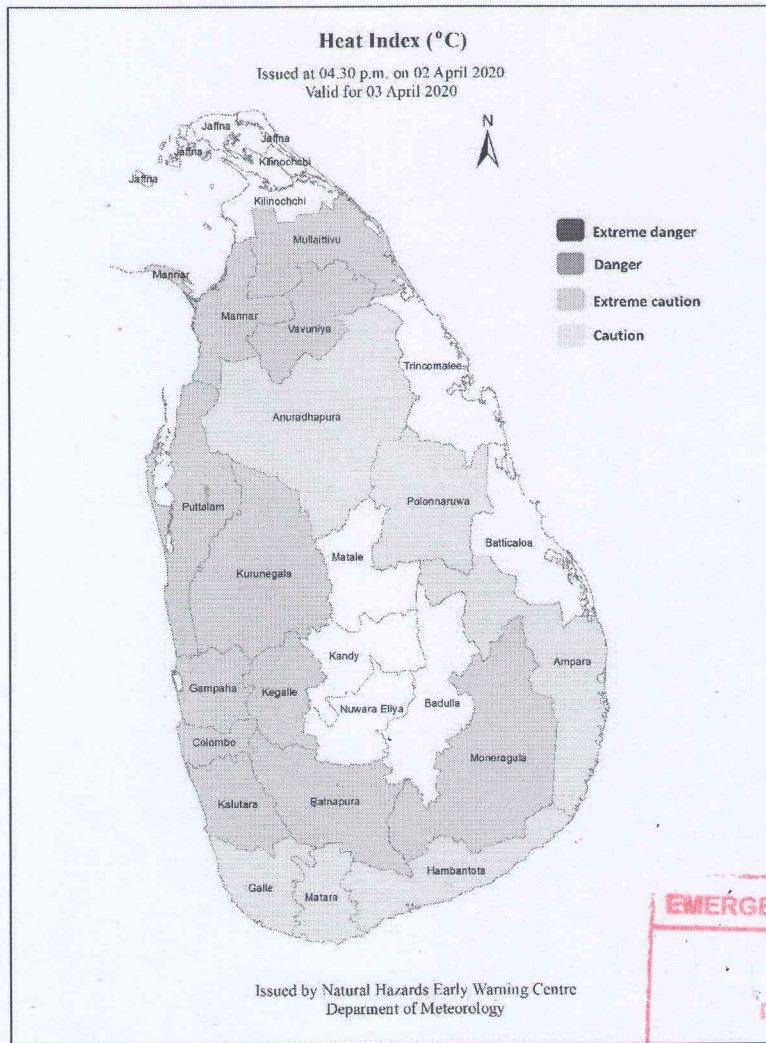 Heat Index (°C)
Issued at 04.30 p.m. on 02 April 2020
Valid for 03 April 2020
N
Jaffna
Jaffna
Jaffna
Kilinochchi
Jaffna
Kilinochchi
Mullaittivu
Mannar
Mannar
Vavuniya
Trincomalee
Anuradhapura
Polonnaruwa
Puttalam
Batticaloa
Matale
Kurunegala
Kandy
Ampara
Gampaha
Kegalle
Nuwara Eliya
Badulla
Colombo
Moneragala
Kalutara
Ratnapura
Hambantota
Galle
Matara
Extreme danger
Danger
Extreme caution
Caution
EMERGE
Issued by Natural Hazards Early Warning Centre
Deparment of Meteorology